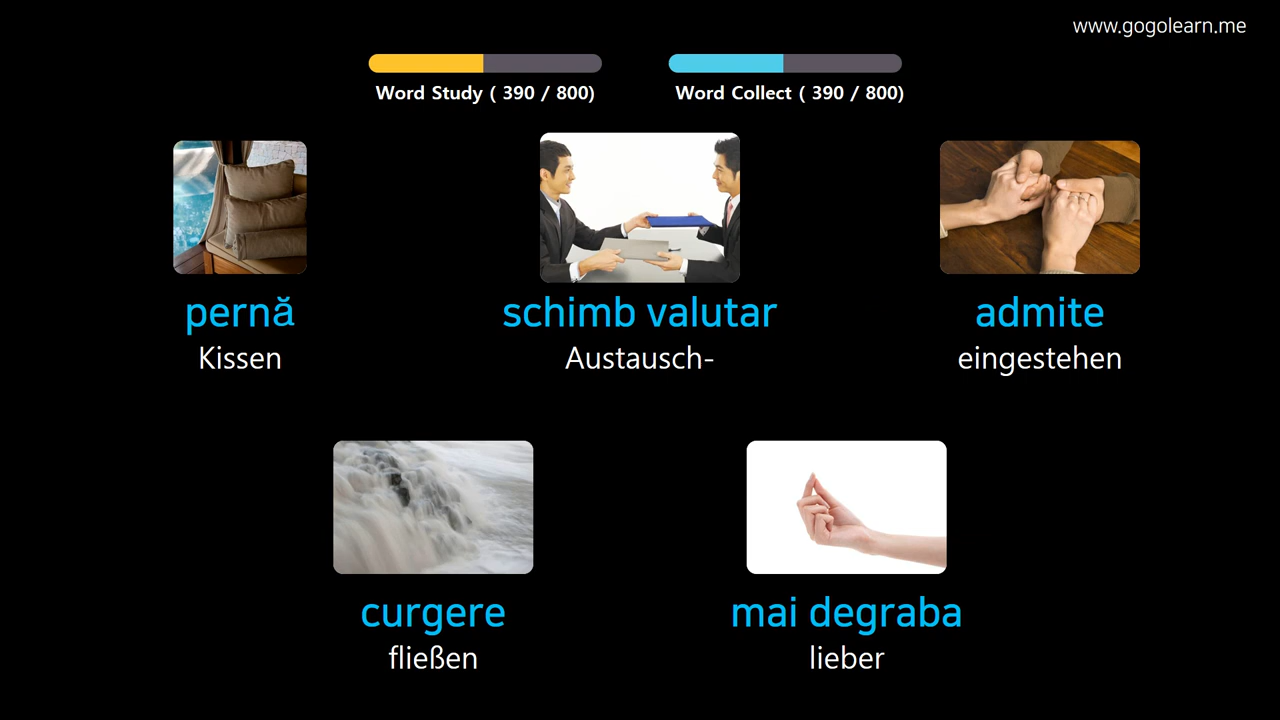 www.gogolearn.me
Word Study ( 390 / 800)
Word Collect ( 390 / 800)
pernă
schimb valutar
admite
Kissen
Austausch-
eingestehen
curgere
mai degraba
fließen
lieber